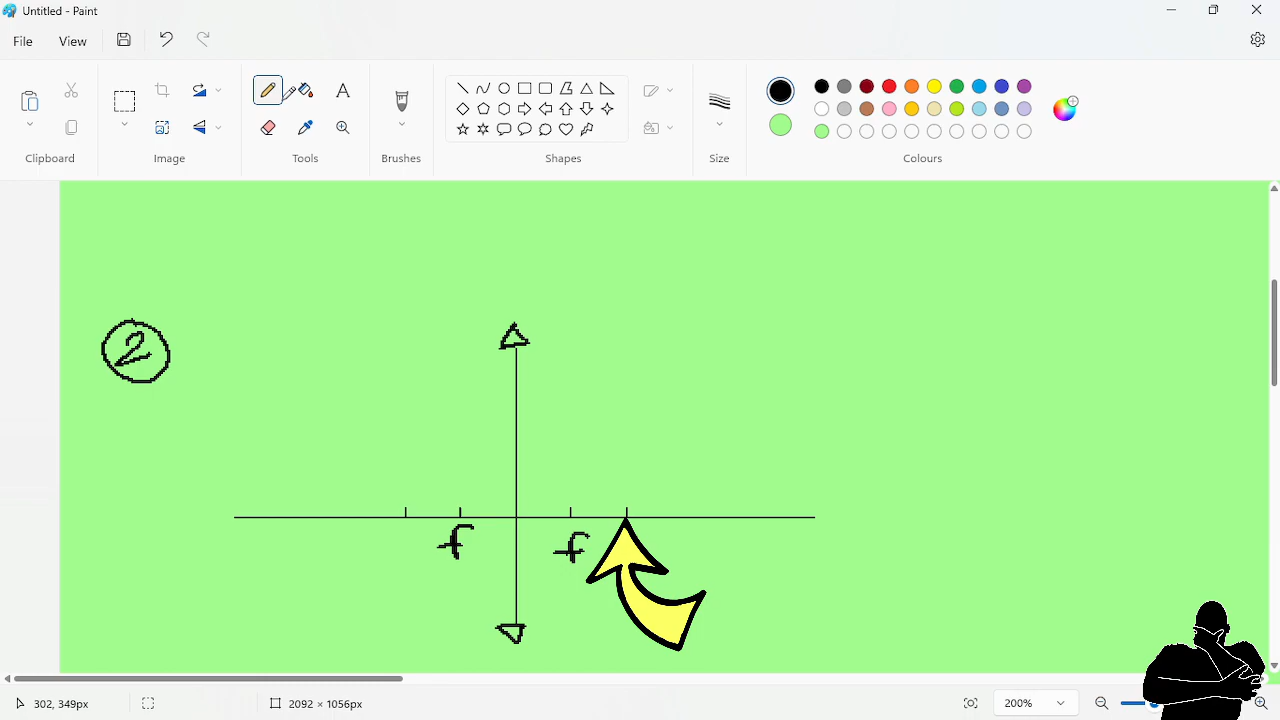 Untitled - Paint
File View
Clipboard Image Tools Brushes Shapes Size Colours
2
f f
302, 349px 2092 × 1056px 200%